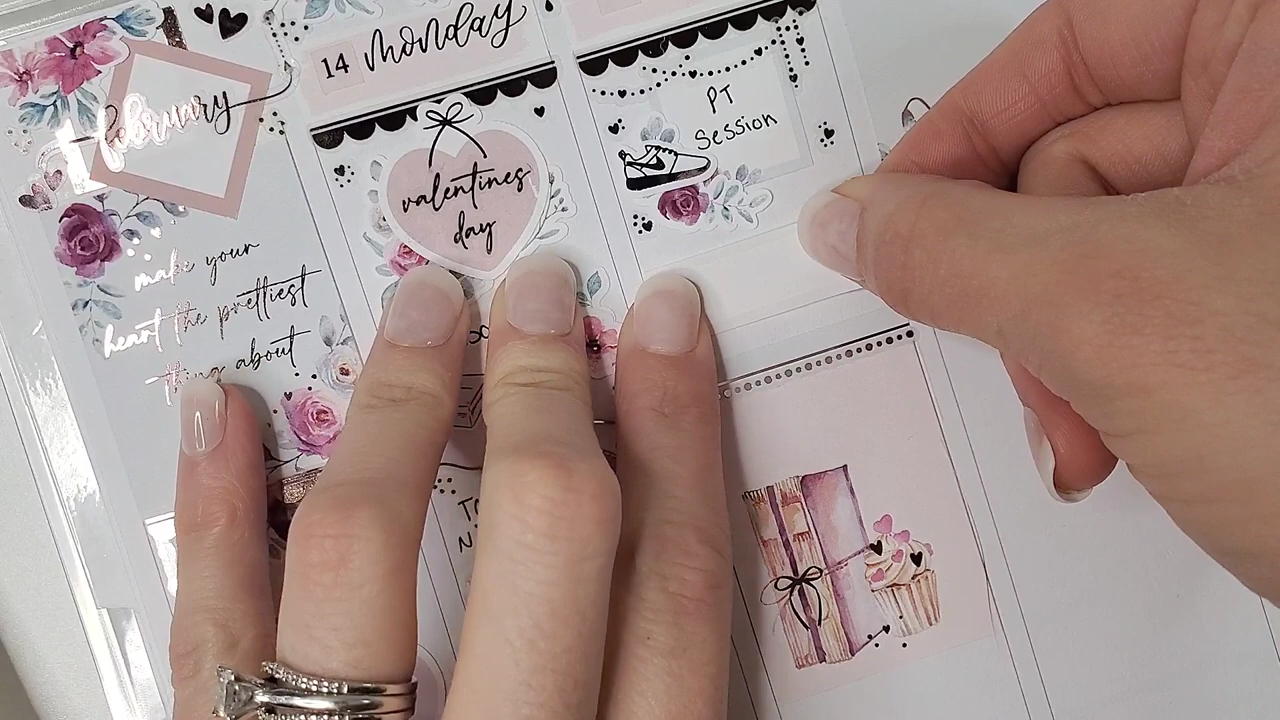 february
make your
heart the prettiest
thing about
14 monday
valentines
day
PT
Session